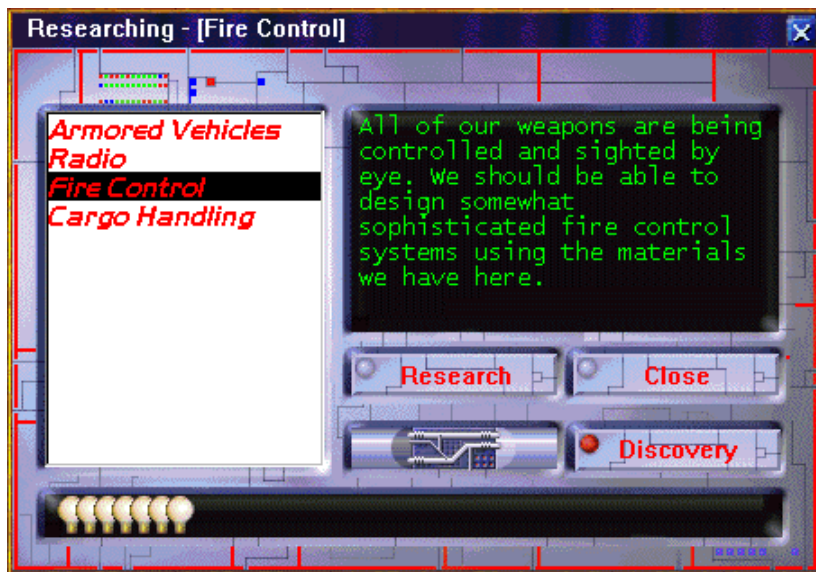 Researching - [Fire Control]
Armored Vehicles
Radio
Fire Control
Cargo Handling
All of our weapons are being
controlled and sighted by
eye. We should be able to
design somewhat
sophisticated fire control
systems using the materials
we have here.
Research
Close
Discovery